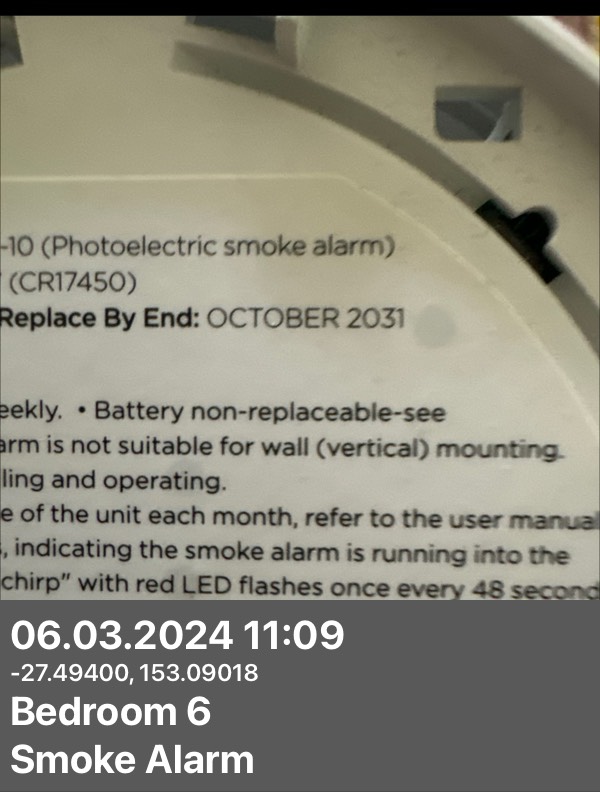 -10 (Photoelectric smoke alarm)
(CR17450)
Replace By End: OCTOBER 2031
eekly. • Battery non-replaceable-see
arm is not suitable for wall (vertical) mounting.
ling and operating.
e of the unit each month, refer to the user manual
, indicating the smoke alarm is running into the
chirp” with red LED flashes once every 48 second
06.03.2024 11:09
-27.49400, 153.09018
Bedroom 6
Smoke Alarm